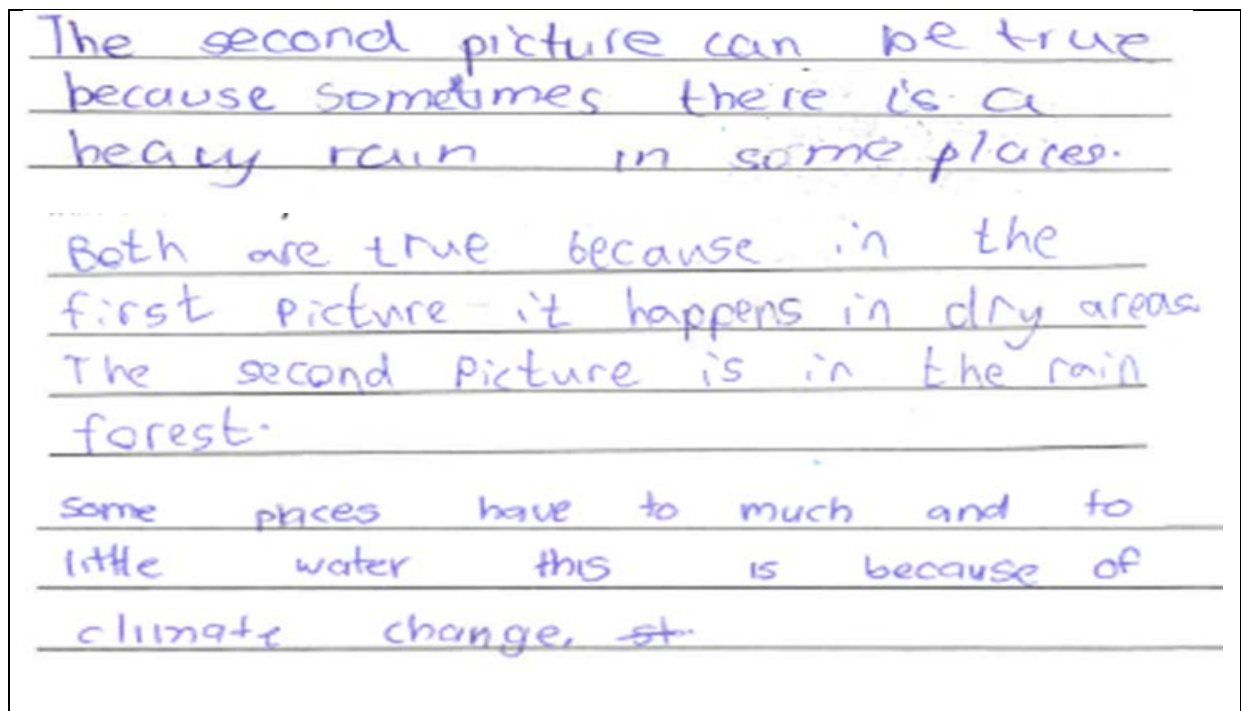 The second picture can be true
because sometimes there is a
heavy rain in some places.
Both are true because in the
first picture it happens in dry areas
The second picture is in the rain
forest.
some places have to much and to
little water this is because of
climate change.